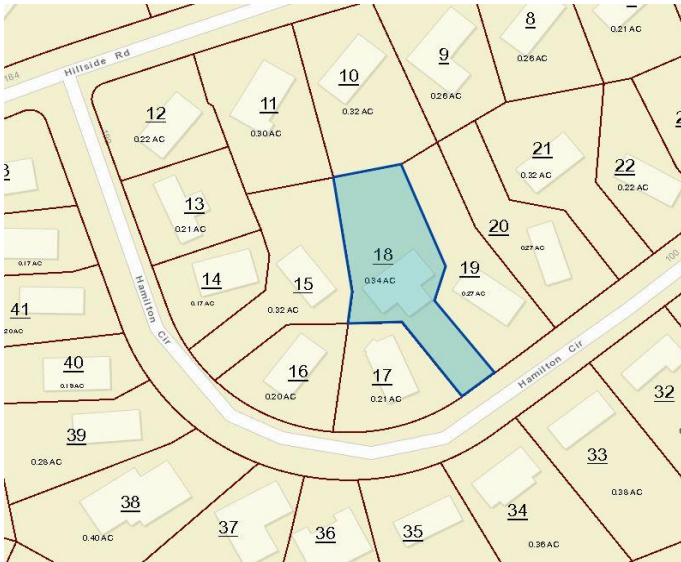 8
0.26 AC
0.21 AC
9
0.26 AC
Hillside Rd
184
10
0.32 AC
11
0.30 AC
12
0.22 AC
160
21
0.32 AC
22
0.22 AC
13
0.21 AC
20
0.27 AC
18
0.34 AC
19
0.27 AC
100
0.17 AC
14
0.17 AC
15
0.32 AC
Hamilton Cir
41
Hamilton Cir
40
16
0.20 AC
17
0.21 AC
32
39
0.28 AC
33
0.38 AC
38
0.40 AC
37
36
35
34
0.36 AC